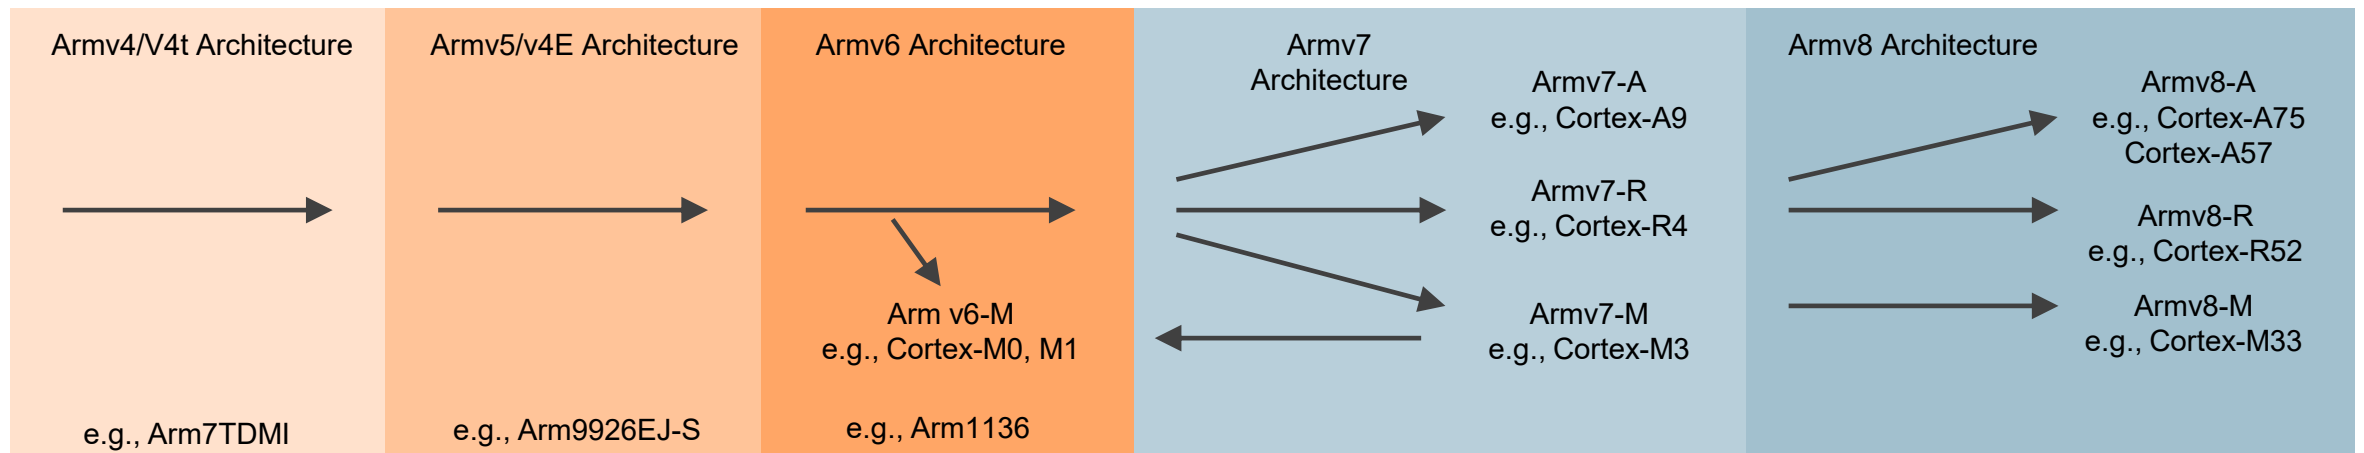 Armv4/V4t Architecture
e.g., Arm7TDMI
Armv5/v4E Architecture
e.g., Arm9926EJ-S
Armv6 Architecture
Arm v6-M
e.g., Cortex-M0, M1
e.g., Arm1136
Armv7
Architecture
Armv7-A
e.g., Cortex-A9
Armv7-R
e.g., Cortex-R4
Armv7-M
e.g., Cortex-M3
Armv8 Architecture
Armv8-A
e.g., Cortex-A75
Cortex-A57
Armv8-R
e.g., Cortex-R52
Armv8-M
e.g., Cortex-M33